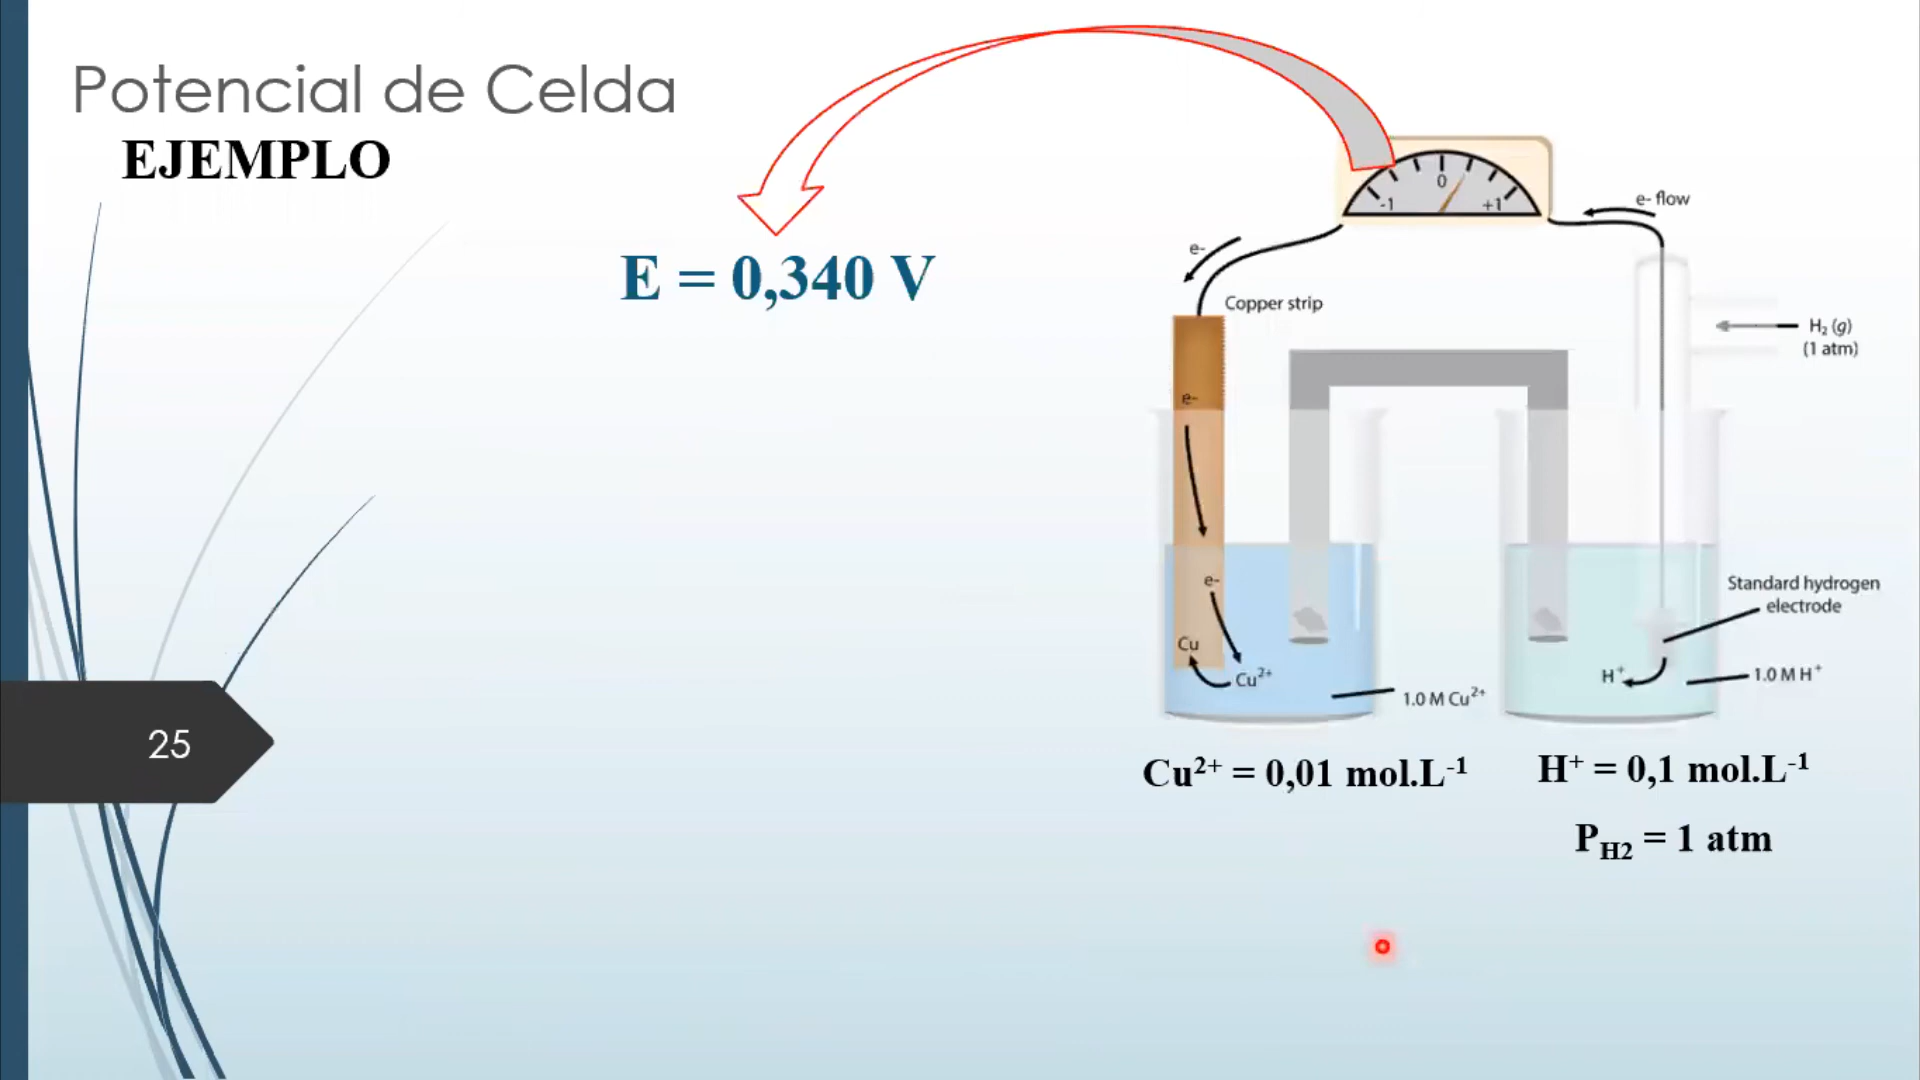 Potencial de Celda
EJEMPLO
E = 0,340 V
-1
0
+1
e- flow
e-
Copper strip
H₂ (g)
(1 atm)
e-
e-
Cu
Cu²⁺
1.0 M Cu²⁺
Standard hydrogen
electrode
H⁺
1.0 M H⁺
25
Cu²⁺ = 0,01 mol.L⁻¹
H⁺ = 0,1 mol.L⁻¹
P_H2 = 1 atm